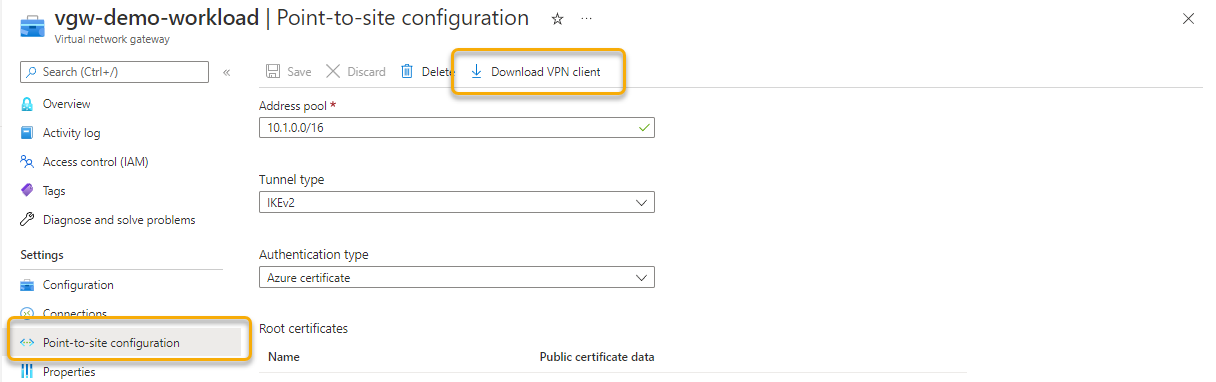 vgw-demo-workload | Point-to-site configuration ☆ ···
Virtual network gateway
Search (Ctrl+/) «
Save Discard Delete Download VPN client
Overview
Activity log
Access control (IAM)
Tags
Diagnose and solve problems
Settings
Configuration
Connections
Point-to-site configuration
Properties
Address pool *
10.1.0.0/16
Tunnel type
IKEv2
Authentication type
Azure certificate
Root certificates
Name Public certificate data